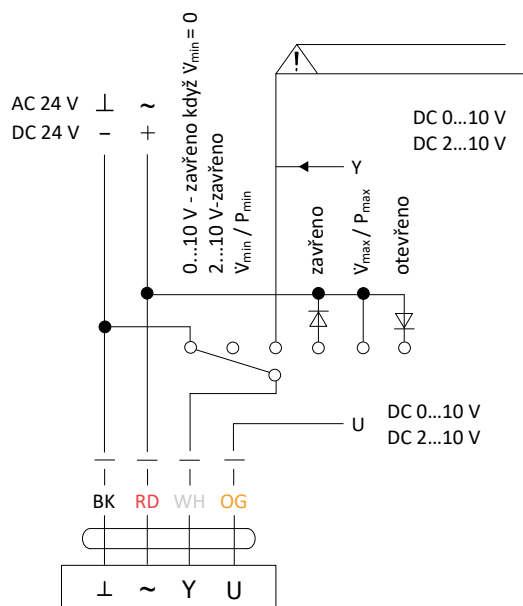 !
AC 24 V ⊥ ~
DC 24 V − +
DC 0...10 V
DC 2...10 V
Y
0...10 V - zavřeno když V̇min = 0
2...10 V-zavřeno
V̇min / Pmin
zavřeno
V̇max / Pmax
otevřeno
U
DC 0...10 V
DC 2...10 V
BK RD WH OG
⊥ ~ Y U